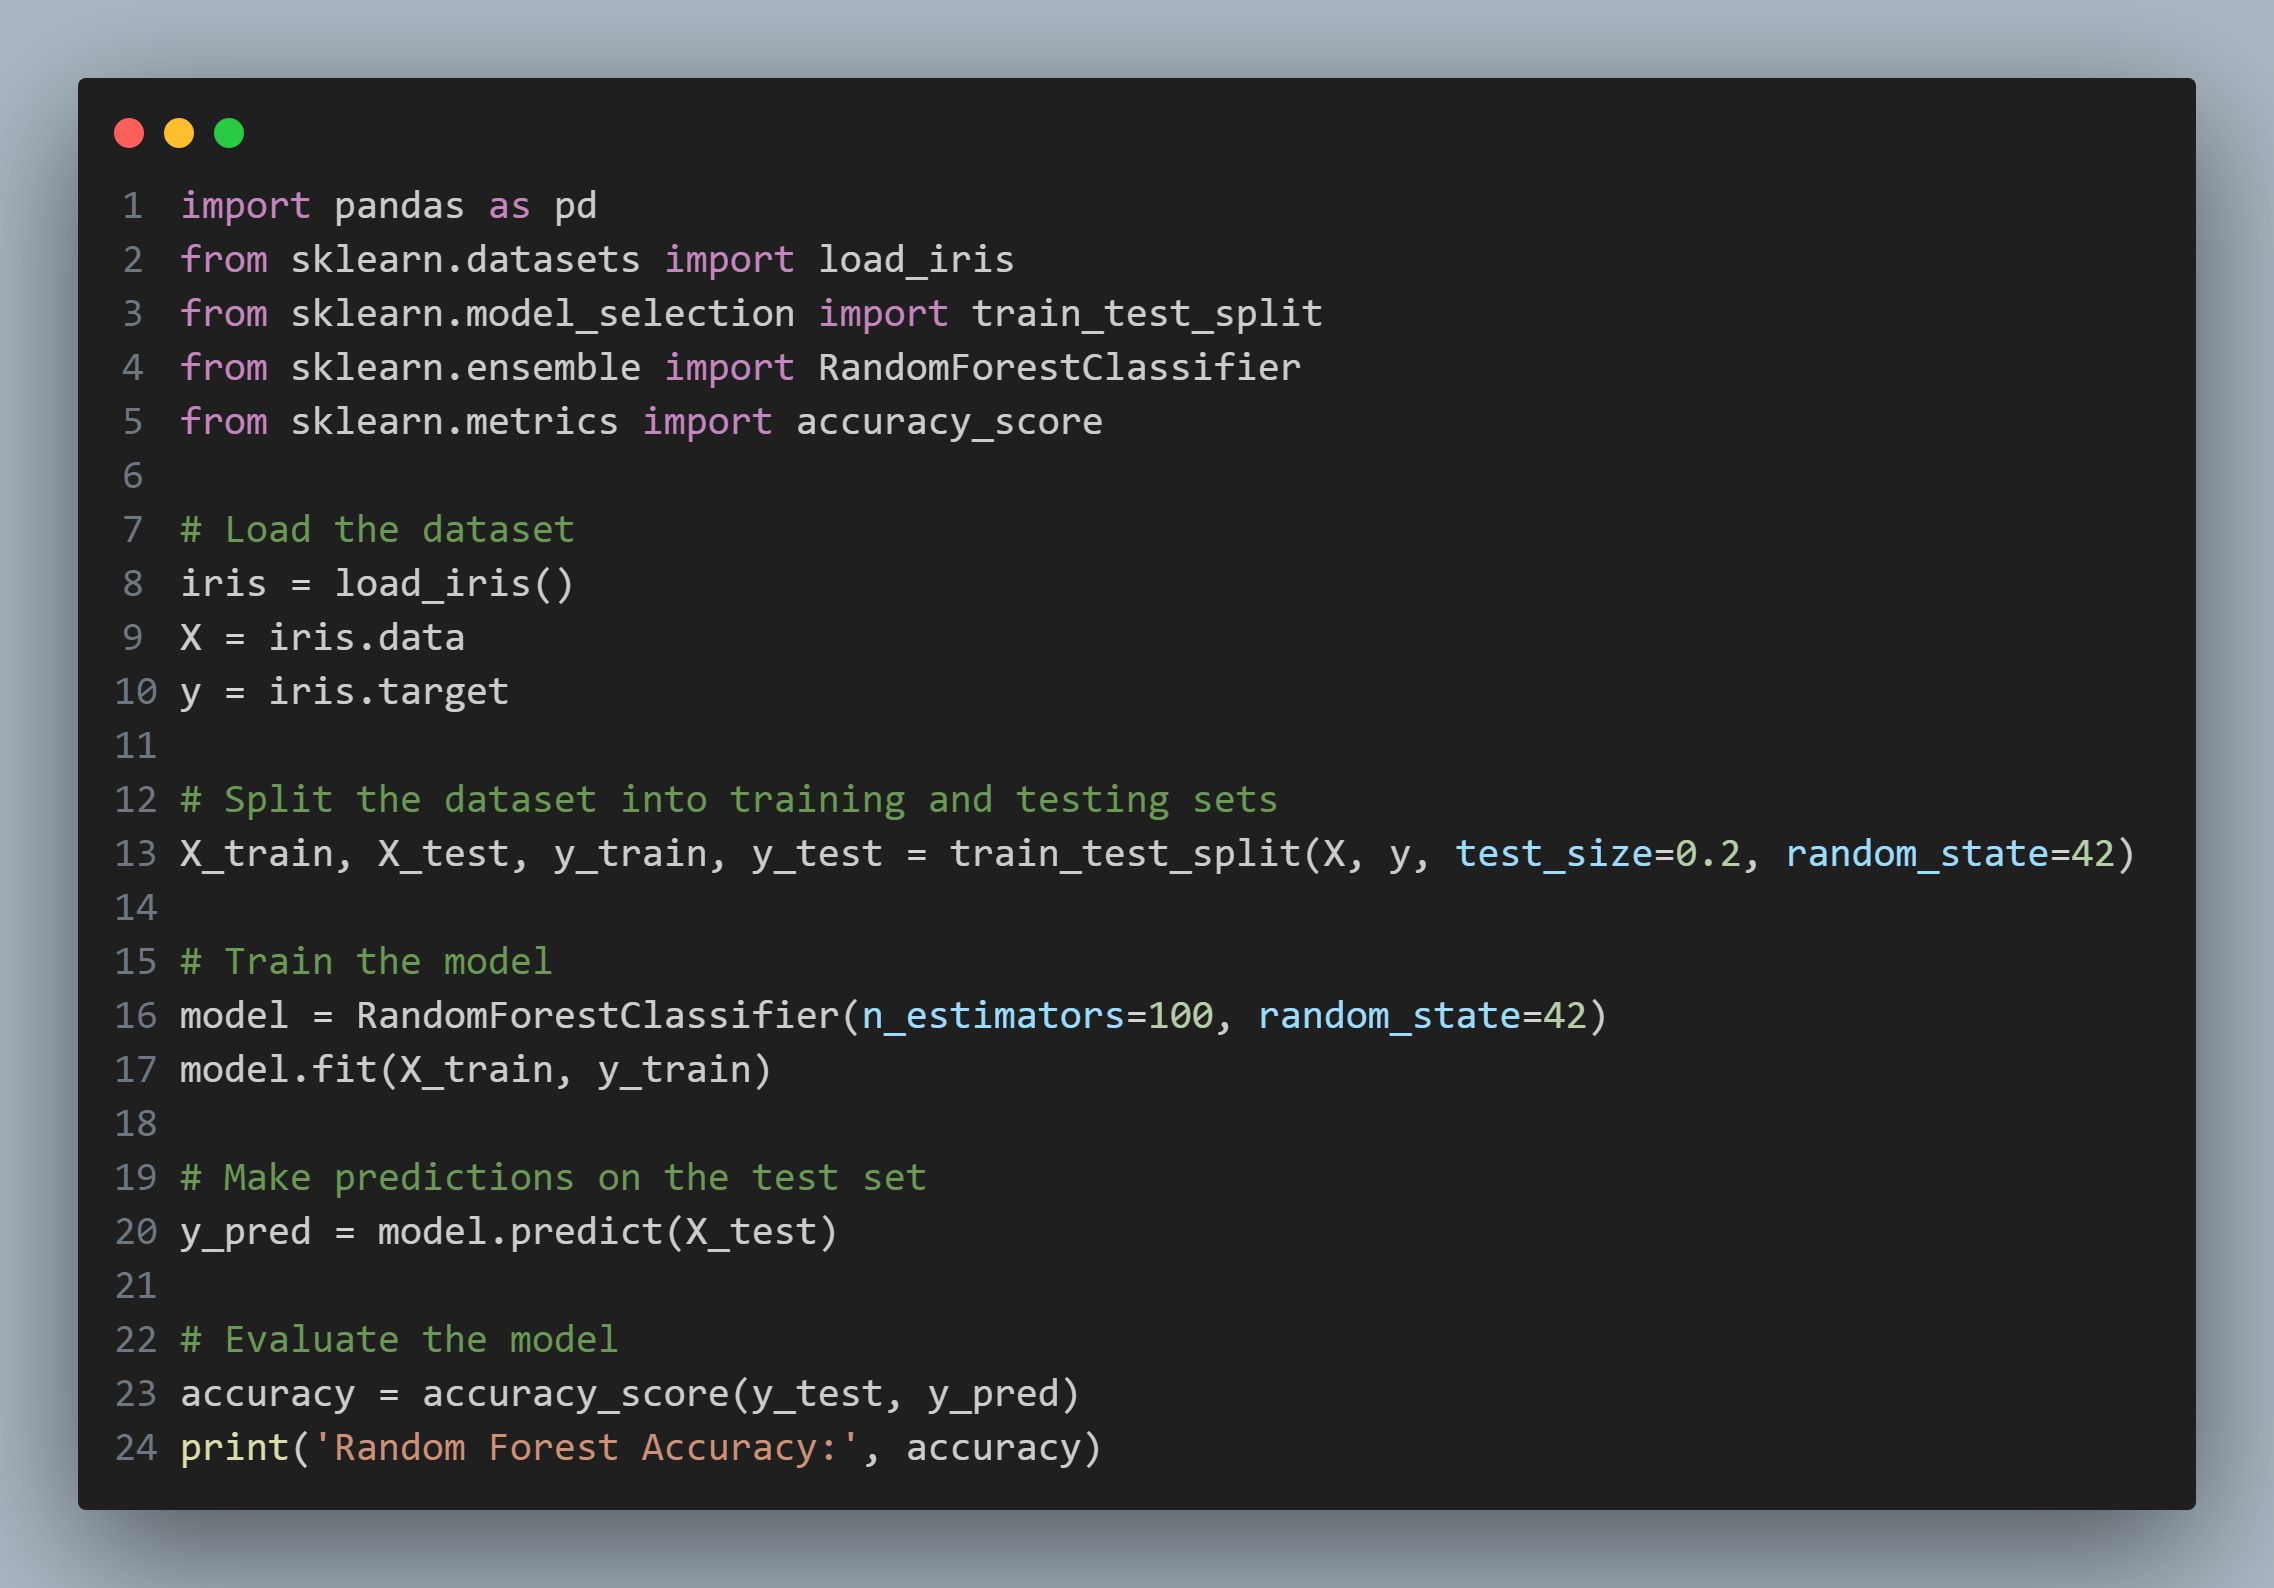 1 import pandas as pd
2 from sklearn.datasets import load_iris
3 from sklearn.model_selection import train_test_split
4 from sklearn.ensemble import RandomForestClassifier
5 from sklearn.metrics import accuracy_score
6
7 # Load the dataset
8 iris = load_iris()
9 X = iris.data
10 y = iris.target
11
12 # Split the dataset into training and testing sets
13 X_train, X_test, y_train, y_test = train_test_split(X, y, test_size=0.2, random_state=42)
14
15 # Train the model
16 model = RandomForestClassifier(n_estimators=100, random_state=42)
17 model.fit(X_train, y_train)
18
19 # Make predictions on the test set
20 y_pred = model.predict(X_test)
21
22 # Evaluate the model
23 accuracy = accuracy_score(y_test, y_pred)
24 print('Random Forest Accuracy:', accuracy)